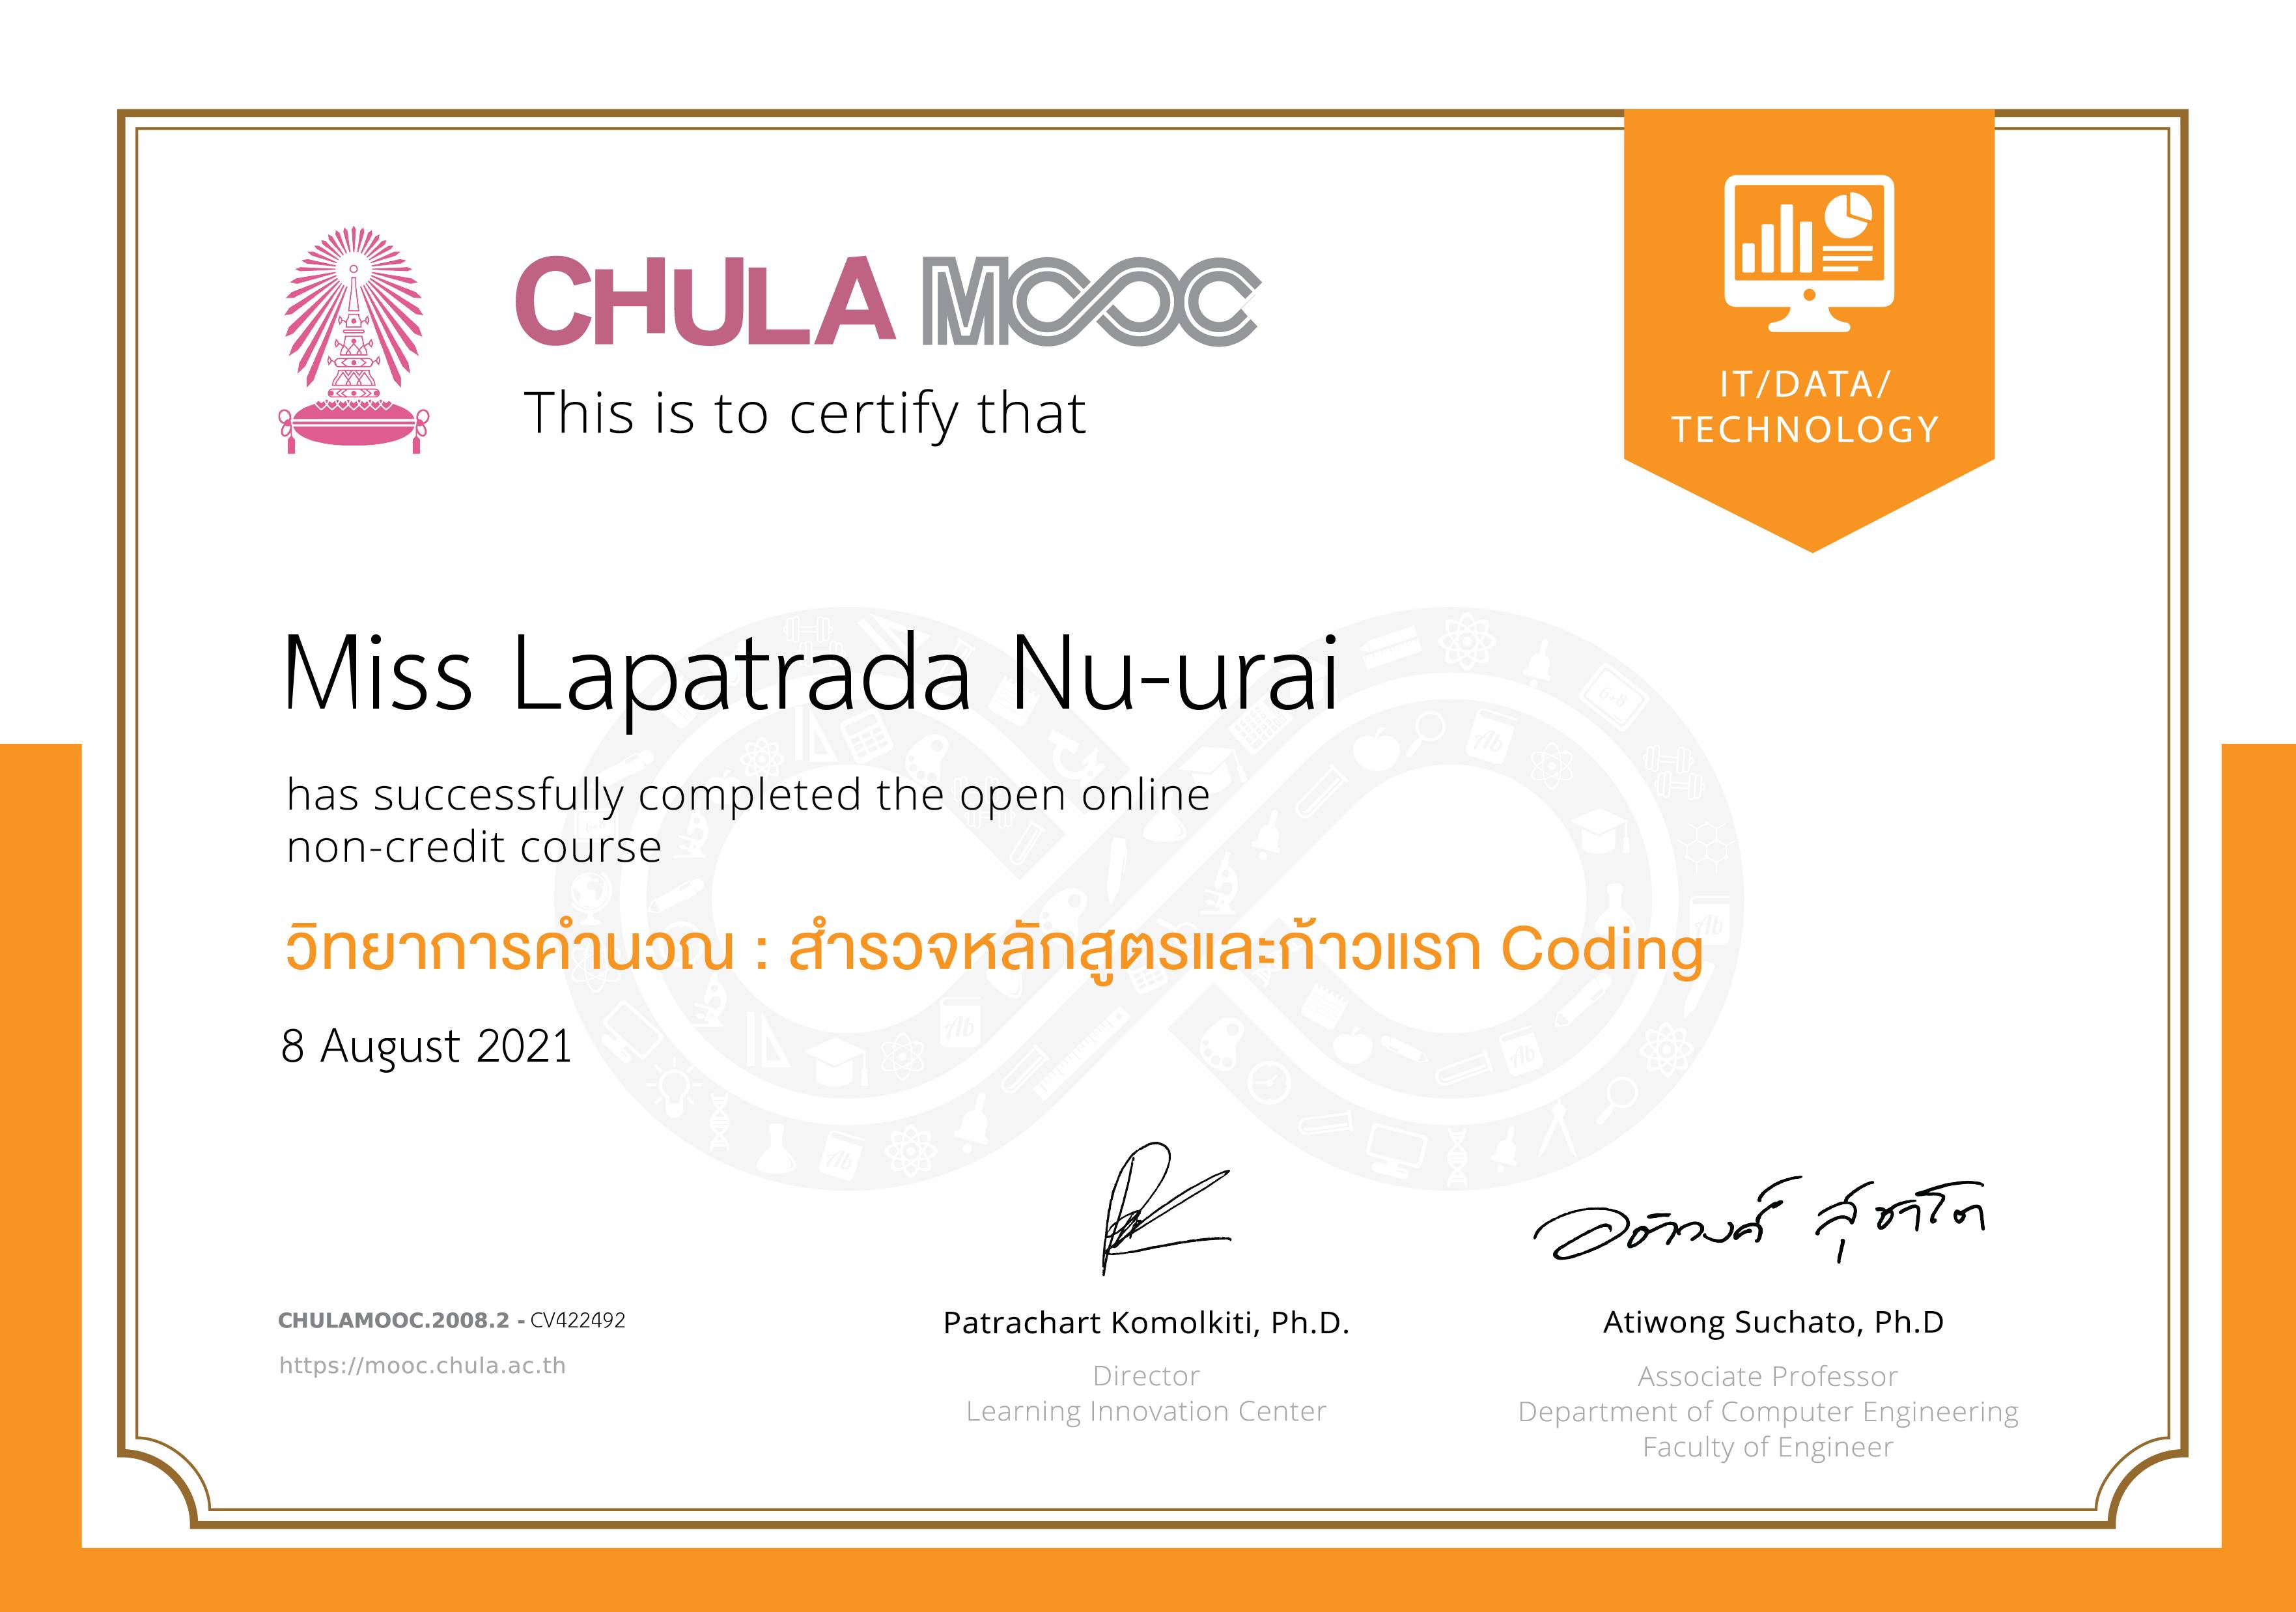 CHULA MOOC
This is to certify that
IT/DATA/
TECHNOLOGY
Miss Lapatrada Nu-urai
has successfully completed the open online
non-credit course
วิทยาการคำนวณ : สำรวจหลักสูตรและก้าวแรก Coding
8 August 2021
อติวงศ์ สุชาโต
CHULAMOOC.2008.2 - CV422492
https://mooc.chula.ac.th
Patrachart Komolkiti, Ph.D.
Director
Learning Innovation Center
Atiwong Suchato, Ph.D
Associate Professor
Department of Computer Engineering
Faculty of Engineer